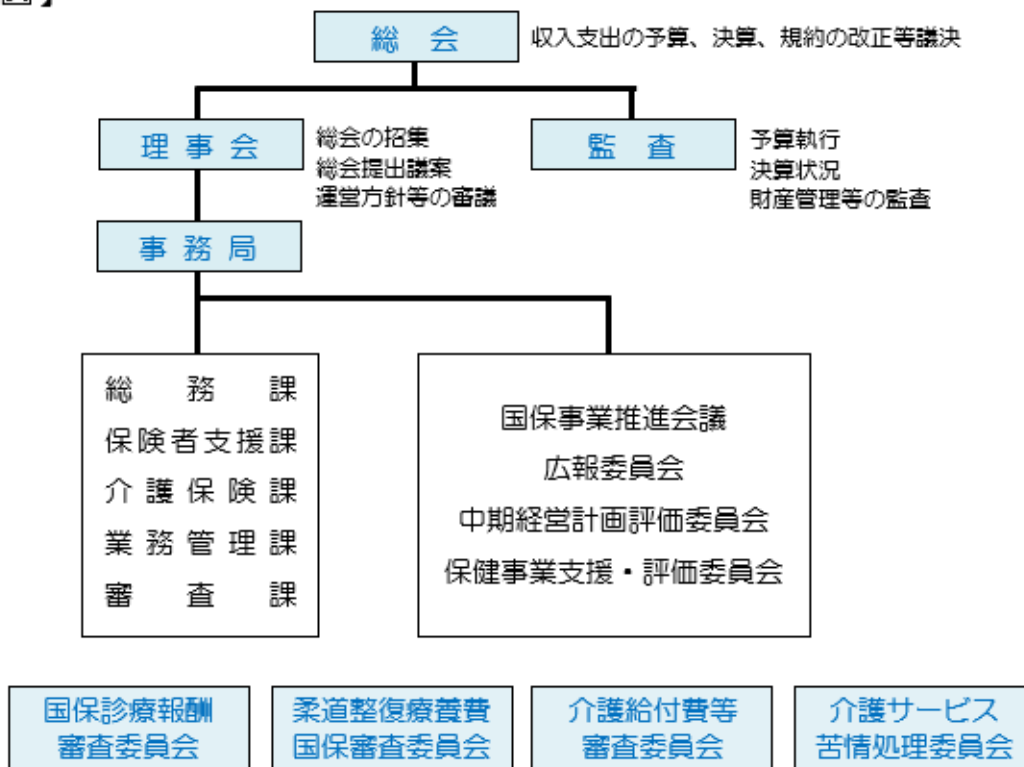 図】
総 会
収入支出の予算、決算、規約の改正等議決
理 事 会
総会の招集
総会提出議案
運営方針等の審議
監 査
予算執行
決算状況
財産管理等の監査
事 務 局
総 務 課
保険者支援課
介護保険課
業務管理課
審 査 課
国保事業推進会議
広報委員会
中期経営計画評価委員会
保健事業支援・評価委員会
国保診療報酬
審査委員会
柔道整復療養費
国保審査委員会
介護給付費等
審査委員会
介護サービス
苦情処理委員会